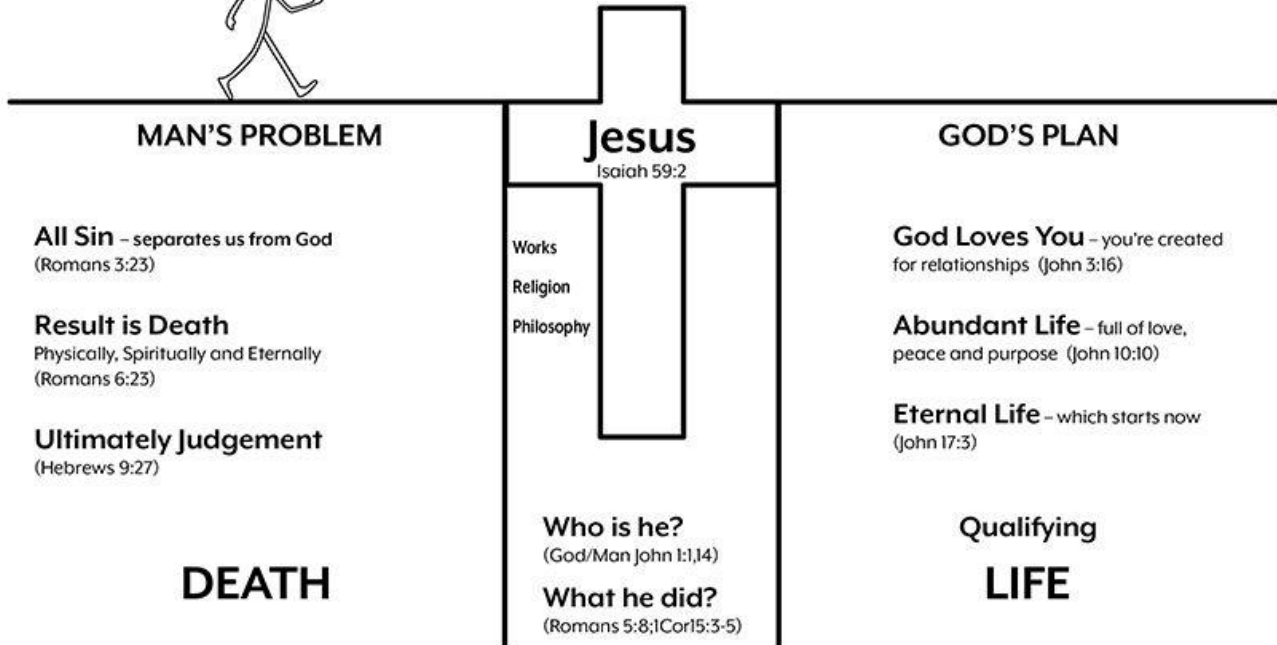 MAN'S PROBLEM
All Sin – separates us from God
(Romans 3:23)
Result is Death
Physically, Spiritually and Eternally
(Romans 6:23)
Ultimately Judgement
(Hebrews 9:27)
DEATH
Jesus
Isaiah 59:2
Works
Religion
Philosophy
Who is he?
(God/Man John 1:1,14)
What he did?
(Romans 5:8;1Cor15:3-5)
GOD'S PLAN
God Loves You – you're created
for relationships (John 3:16)
Abundant Life – full of love,
peace and purpose (John 10:10)
Eternal Life – which starts now
(John 17:3)
Qualifying
LIFE